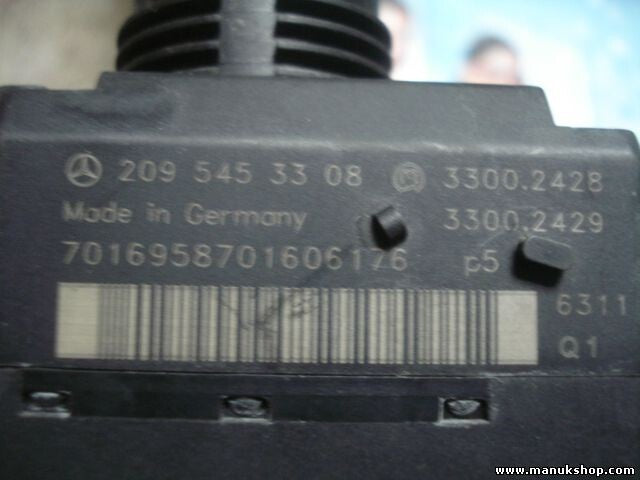 209 545 33 08 3300.2428
Made in Germany 3300.2429
7016958701606176 p5
6311
Q1
www.manukshop.com